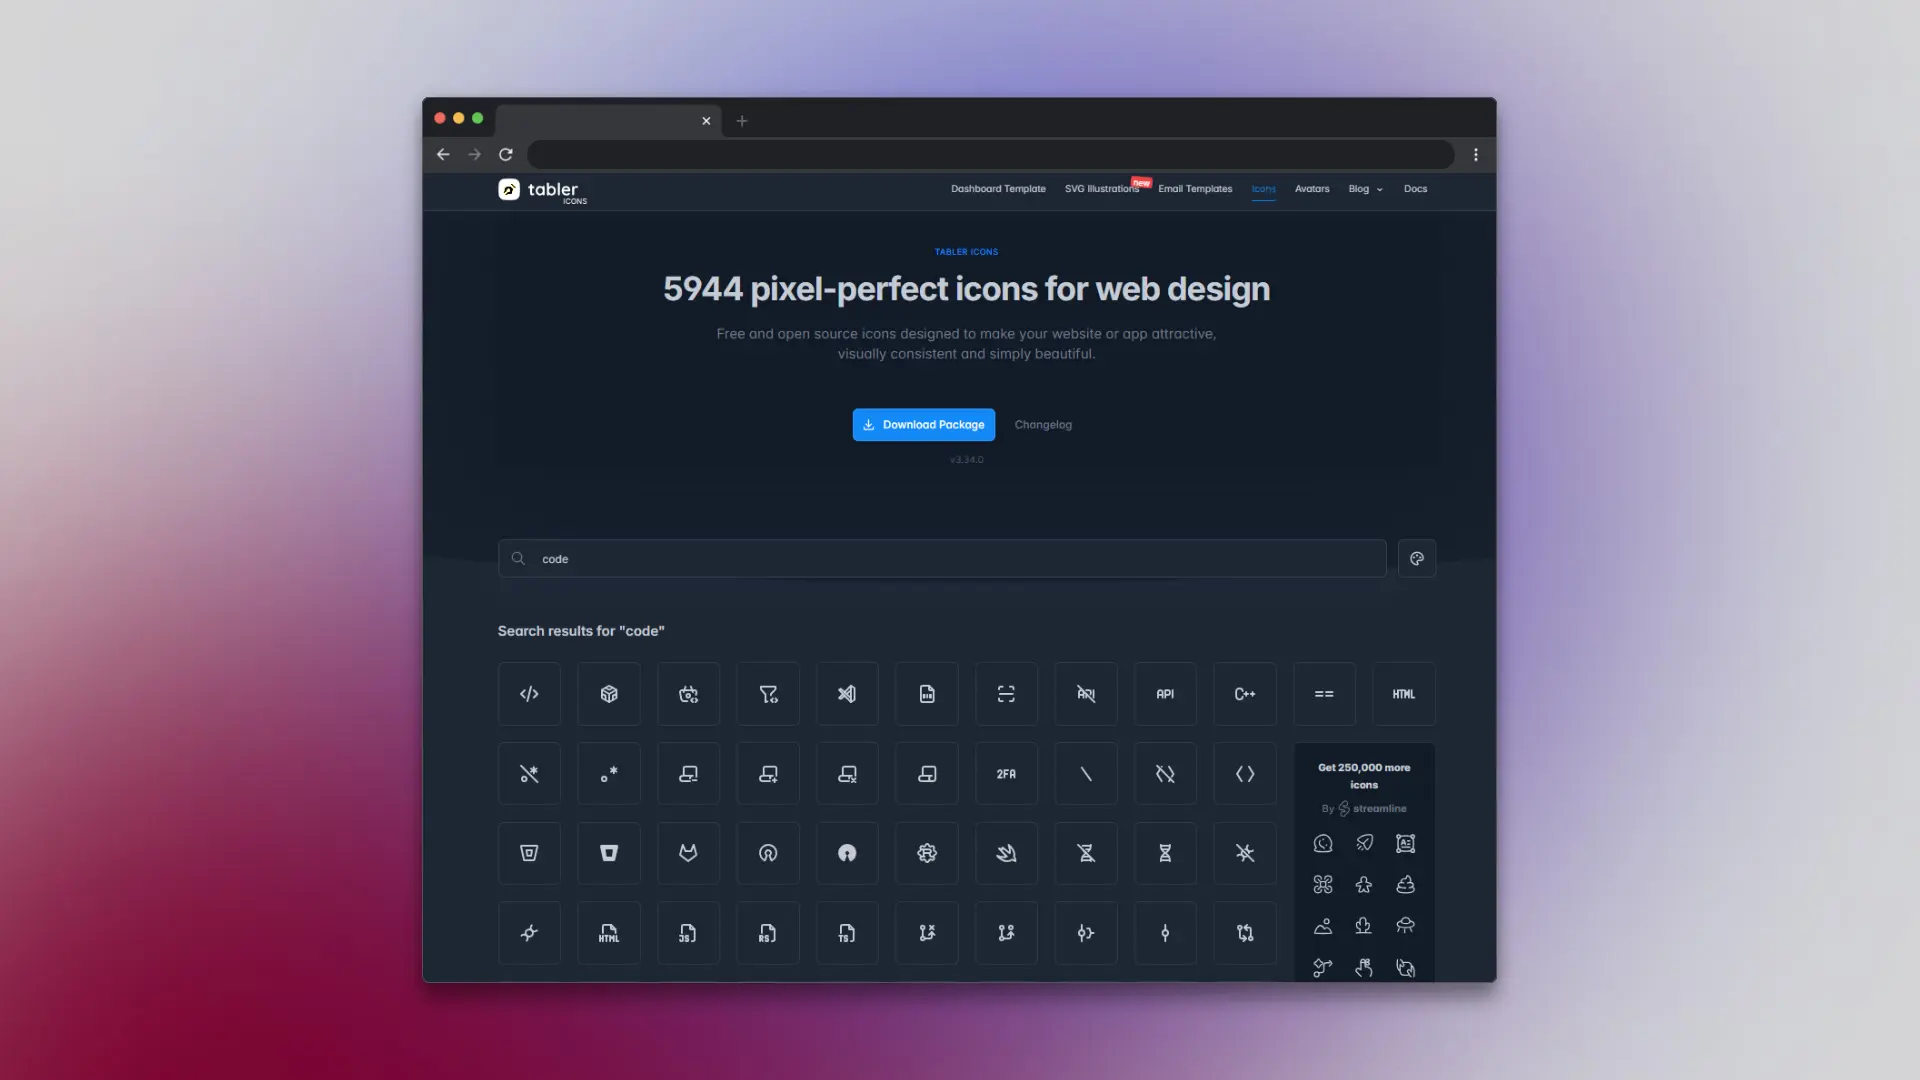 tabler
ICONS
Dashboard Template
SVG Illustrations
new
Email Templates
Icons
Avatars
Blog
Docs
TABLER ICONS
5944 pixel-perfect icons for web design
Free and open source icons designed to make your website or app attractive,
visually consistent and simply beautiful.
Download Package
Changelog
v3.34.0
code
Search results for "code"
API
API
C++
==
HTML
2FA
Get 250,000 more
icons
By streamline
HTML
JS
RS
TS